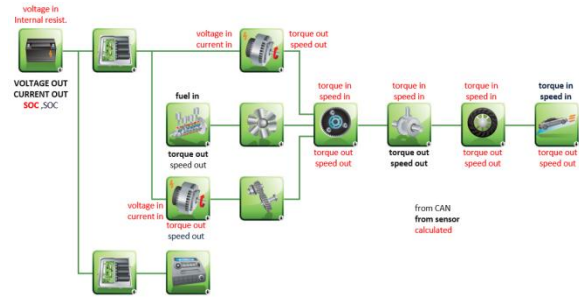 voltage in
Internal resist.
VOLTAGE OUT
CURRENT OUT
SOC ,SOC
voltage in
current in
torque out
speed out
fuel in
torque out
speed out
voltage in
current in
torque out
speed out
torque in
speed in
torque out
speed out
torque in
speed in
torque out
speed out
torque in
speed in
torque out
speed out
torque in
speed in
torque out
speed out
from CAN
from sensor
calculated